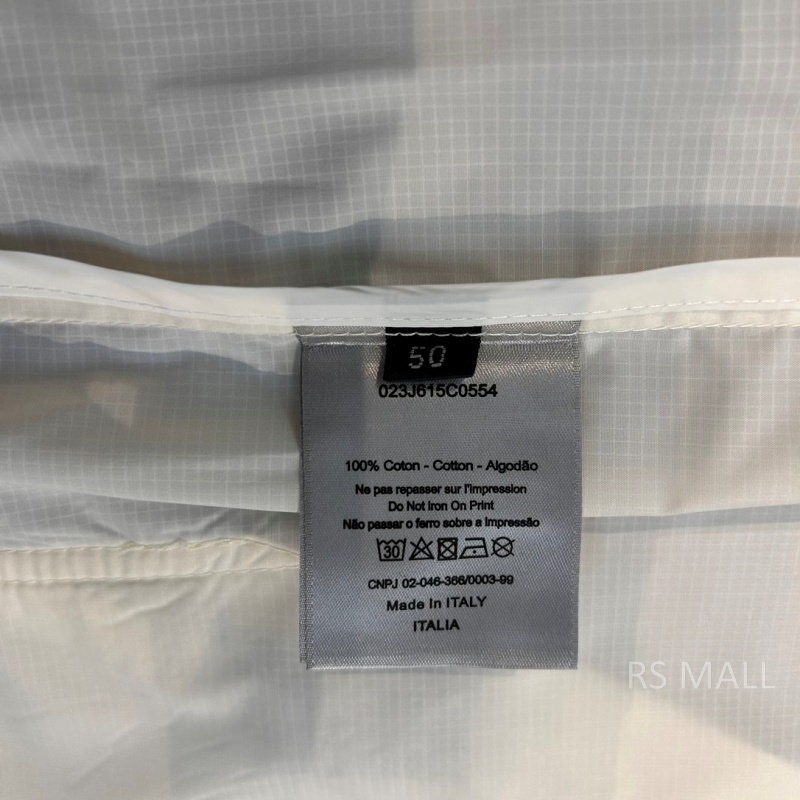 50
023J615C0554
100% Coton - Cotton - Algodão
Ne pas repasser sur l'Impression
Do Not Iron On Print
Não passar o ferro sobre a Impressão
30
CNPJ 02-046-366/0003-99
Made In ITALY
ITALIA
RS MALL